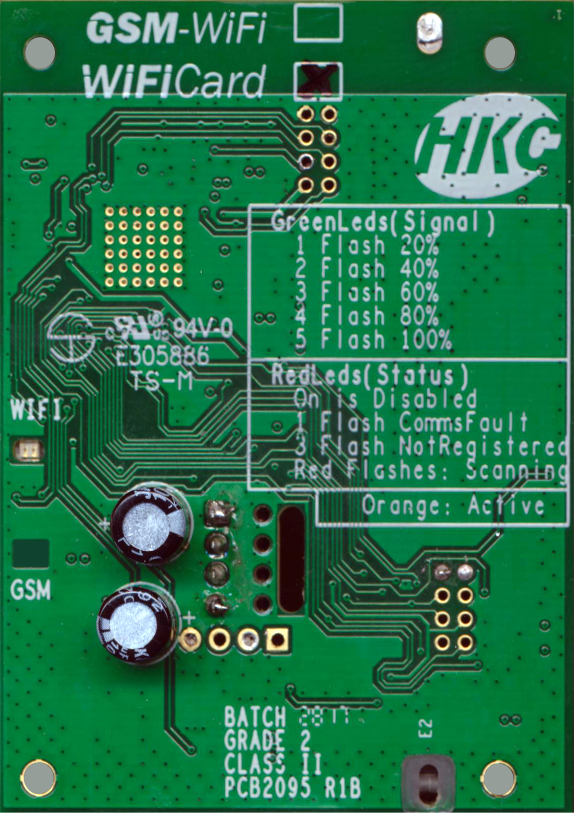 GSM-WiFi
WiFiCard
HKC
GreenLeds(Signal)
1 Flash 20%
2 Flash 40%
3 Flash 60%
4 Flash 80%
5 Flash 100%
94V-0
E305886
TS-M
RedLeds(Status)
On is Disabled
1 Flash CommsFault
3 Flash NotRegistered
Red Flashes: Scanning
Orange: Active
WIFI
GSM
BATCH 2817
GRADE 2
CLASS II
PCB2095 R1B
E2